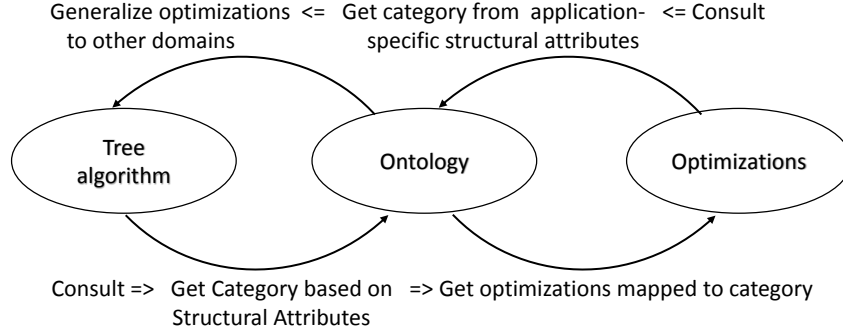 Generalize optimizations <= Get category from application- <= Consult
to other domains specific structural attributes
Tree
algorithm
Ontology
Optimizations
Consult => Get Category based on => Get optimizations mapped to category
Structural Attributes